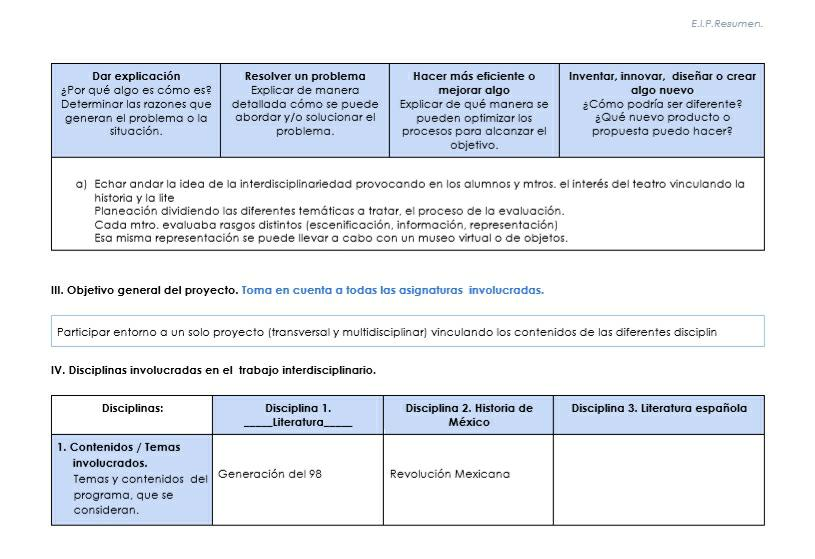 E.I.P.Resumen.
Dar explicación
¿Por qué algo es cómo es?
Determinar las razones que
generan el problema o la
situación.
Resolver un problema
Explicar de manera
detallada cómo se puede
abordar y/o solucionar el
problema.
Hacer más eficiente o
mejorar algo
Explicar de qué manera se
pueden optimizar los
procesos para alcanzar el
objetivo.
Inventar, innovar, diseñar o crear
algo nuevo
¿Cómo podría ser diferente?
¿Qué nuevo producto o
propuesta puedo hacer?
a) Echar andar la idea de la interdisciplinariedad provocando en los alumnos y mtros. el interés del teatro vinculando la
historia y la lite
Planeación dividiendo las diferentes temáticas a tratar, el proceso de la evaluación.
Cada mtro. evaluaba rasgos distintos (escenificación, información, representación)
Esa misma representación se puede llevar a cabo con un museo virtual o de objetos.
III. Objetivo general del proyecto. Toma en cuenta a todas las asignaturas involucradas.
Participar entorno a un solo proyecto (transversal y multidisciplinar) vinculando los contenidos de las diferentes disciplin
IV. Disciplinas involucradas en el trabajo interdisciplinario.
Disciplinas:
Disciplina 1.
_____Literatura_____
Disciplina 2. Historia de
México
Disciplina 3. Literatura española
1. Contenidos / Temas
involucrados.
Temas y contenidos del
programa, que se
consideran.
Generación del 98
Revolución Mexicana